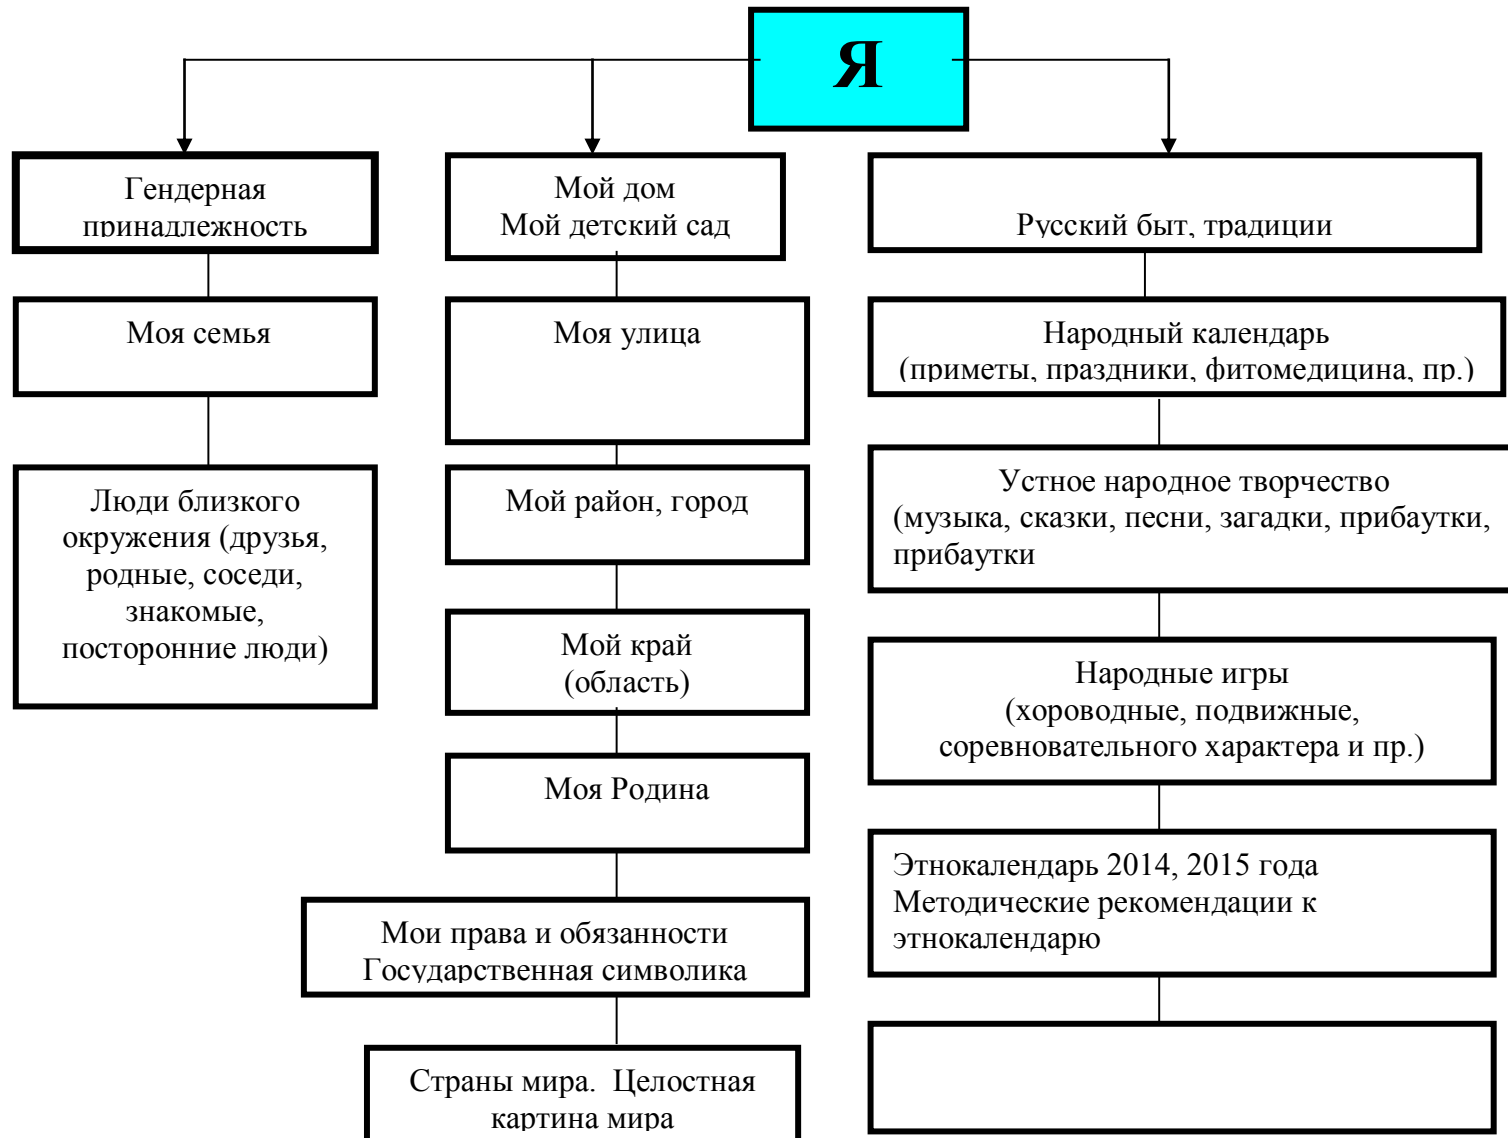 Я
Гендерная
принадлежность
Моя семья
Люди близкого
окружения (друзья,
родные, соседи,
знакомые,
посторонние люди)
Мой дом
Мой детский сад
Моя улица
Мой район, город
Мой край
(область)
Моя Родина
Мои права и обязанности
Государственная символика
Страны мира.  Целостная
картина мира
Русский быт, традиции
Народный календарь
(приметы, праздники, фитомедицина, пр.)
Устное народное творчество
(музыка, сказки, песни, загадки, прибаутки,
прибаутки
Народные игры
(хороводные, подвижные,
соревновательного характера и пр.)
Этнокалендарь 2014, 2015 года
Методические рекомендации к
этнокалендарю